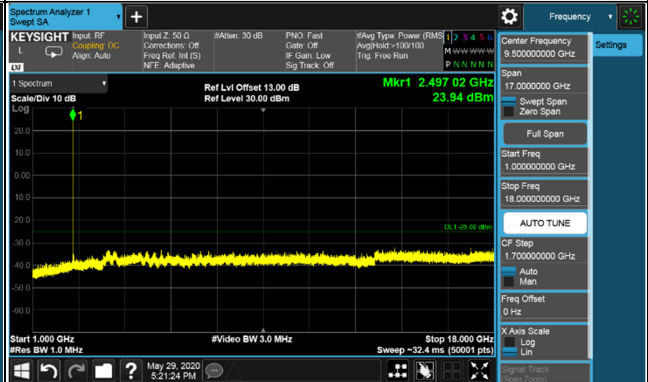 Spectrum Analyzer 1
Swept SA
Frequency
KEYSIGHT
L
LXI
Input: RF
Coupling: DC
Align: Auto
Input Z: 50 Ω
Corrections: Off
Freq Ref: Int (S)
NFE: Adaptive
#Atten: 30 dB
PNO: Fast
Gate: Off
IF Gain: Low
Sig Track: Off
#Avg Type: Power (RMS
Avg|Hold:>100/100
Trig: Free Run
1 2 3 4 5 6
M W W W W W
P N N N N N
1 Spectrum
Scale/Div 10 dB
Log
Ref Lvl Offset 13.00 dB
Ref Level 30.00 dBm
Mkr1 2.497 02 GHz
23.94 dBm
1
20.0
10.0
0.00
-10.0
-20.0
-30.0
-40.0
-50.0
-60.0
DL1 -25.00 dBm
Start 1.000 GHz
#Res BW 1.0 MHz
#Video BW 3.0 MHz
Stop 18.000 GHz
Sweep ~32.4 ms (50001 pts)
May 29, 2020
5:21:24 PM
Center Frequency
9.500000000 GHz
Settings
Span
17.0000000 GHz
Swept Span
Zero Span
Full Span
Start Freq
1.000000000 GHz
Stop Freq
18.000000000 GHz
AUTO TUNE
CF Step
1.700000000 GHz
Auto
Man
Freq Offset
0 Hz
X Axis Scale
Log
Lin
Signal Track
(Span Zoom)